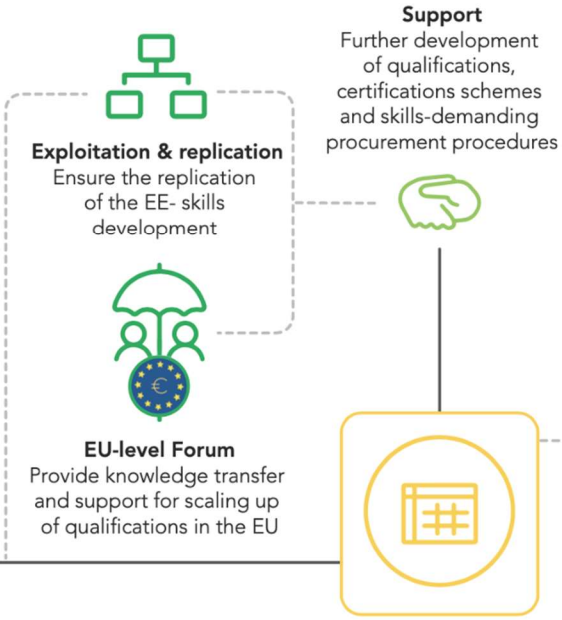 Support
Further development
of qualifications,
certifications schemes
and skills-demanding
procurement procedures
Exploitation & replication
Ensure the replication
of the EE- skills
development
€
EU-level Forum
Provide knowledge transfer
and support for scaling up
of qualifications in the EU